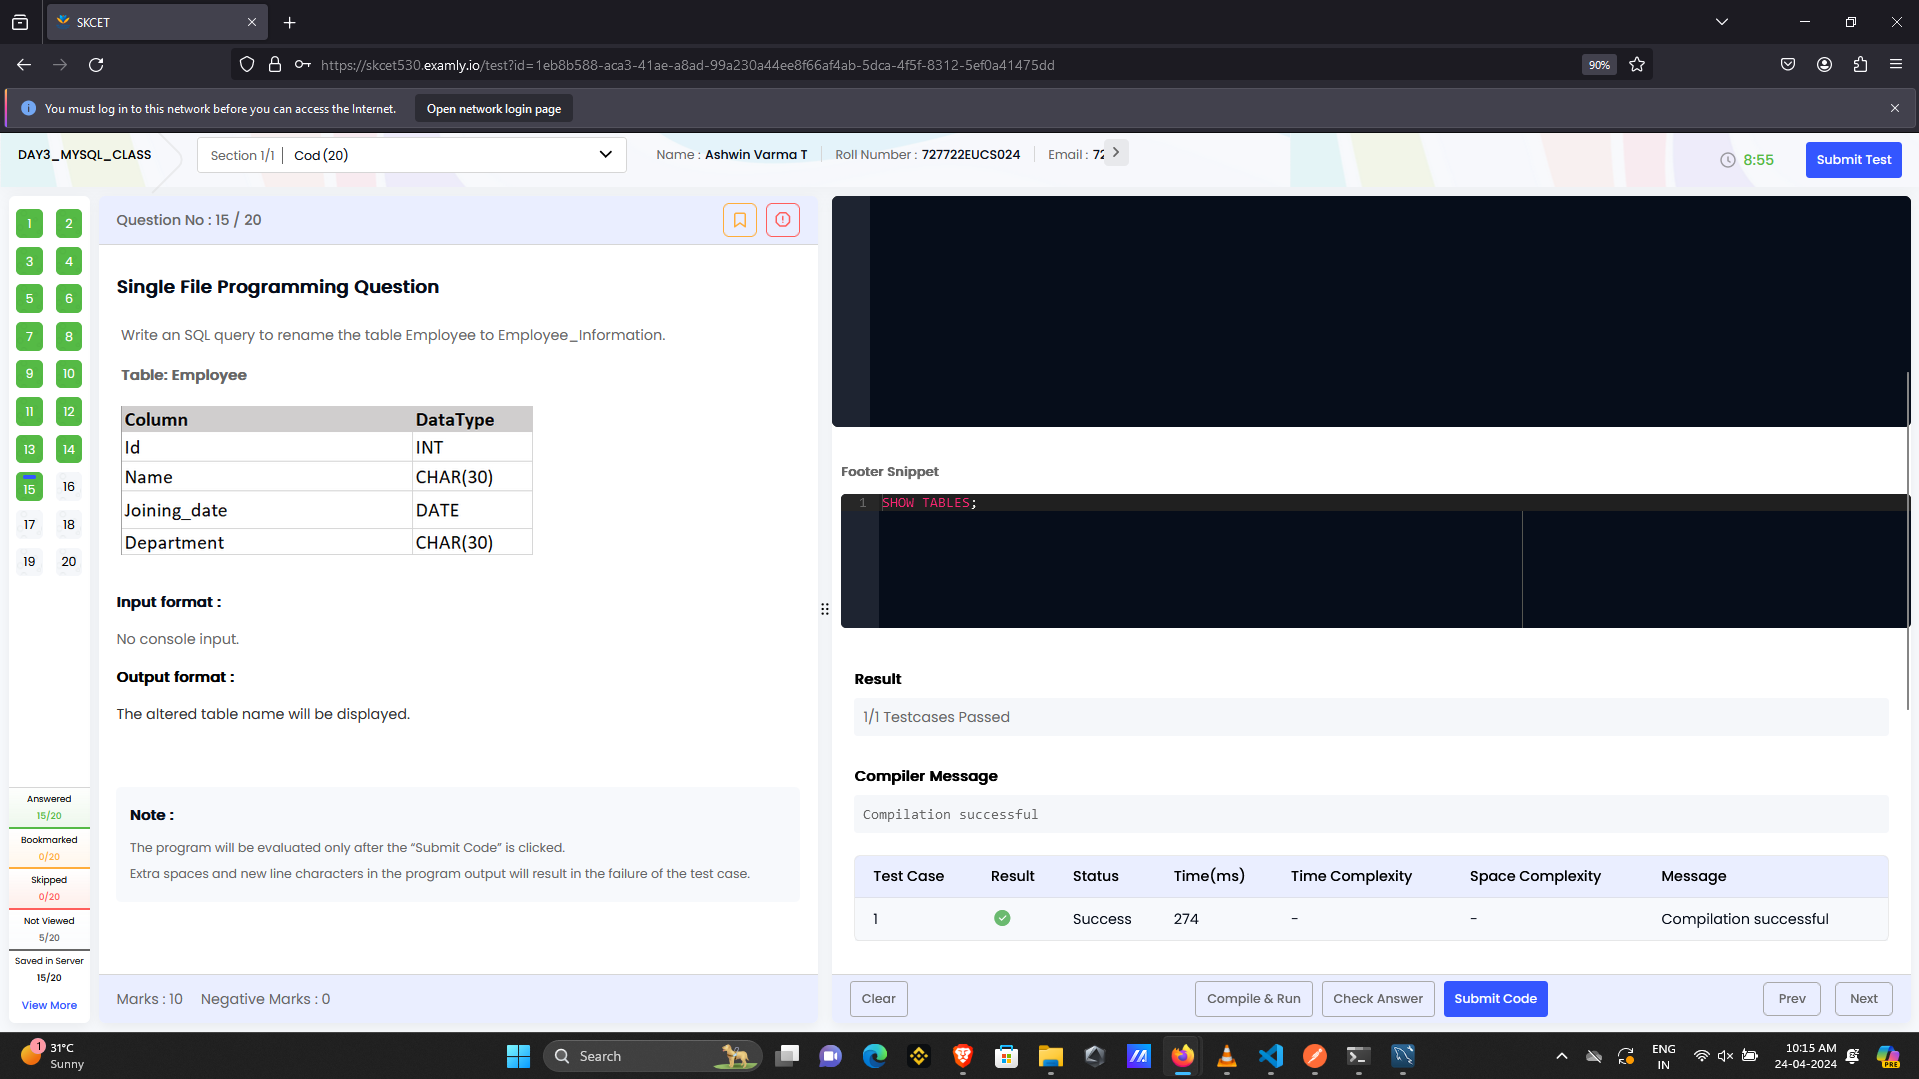 SKCET
https://skcet530.examly.io/test?id=1eb8b588-aca3-41ae-a8ad-99a230a44ee8f66af4ab-5dca-4f5f-8312-5ef0a41475dd
90%
You must log in to this network before you can access the Internet.
Open network login page
DAY3_MYSQL_CLASS
Section 1/1 | Cod (20)
Name : Ashwin Varma T
Roll Number : 727722EUCS024
Email : 72
8:55
Submit Test
1 2
3 4
5 6
7 8
9 10
11 12
13 14
15 16
17 18
19 20
Answered
15/20
Bookmarked
0/20
Skipped
0/20
Not Viewed
5/20
Saved in Server
15/20
View More
Question No : 15 / 20
Single File Programming Question
Write an SQL query to rename the table Employee to Employee_Information.
Table: Employee
Column DataType
Id INT
Name CHAR(30)
Joining_date DATE
Department CHAR(30)
Input format :
No console input.
Output format :
The altered table name will be displayed.
Note :
The program will be evaluated only after the “Submit Code” is clicked.
Extra spaces and new line characters in the program output will result in the failure of the test case.
Marks : 10 Negative Marks : 0
Footer Snippet
1 SHOW TABLES;
Result
1/1 Testcases Passed
Compiler Message
Compilation successful
Test Case Result Status Time(ms) Time Complexity Space Complexity Message
1 Success 274 - - Compilation successful
Clear
Compile & Run
Check Answer
Submit Code
Prev
Next
1
31°C
Sunny
Search
PRE
ENG
IN
10:15 AM
24-04-2024